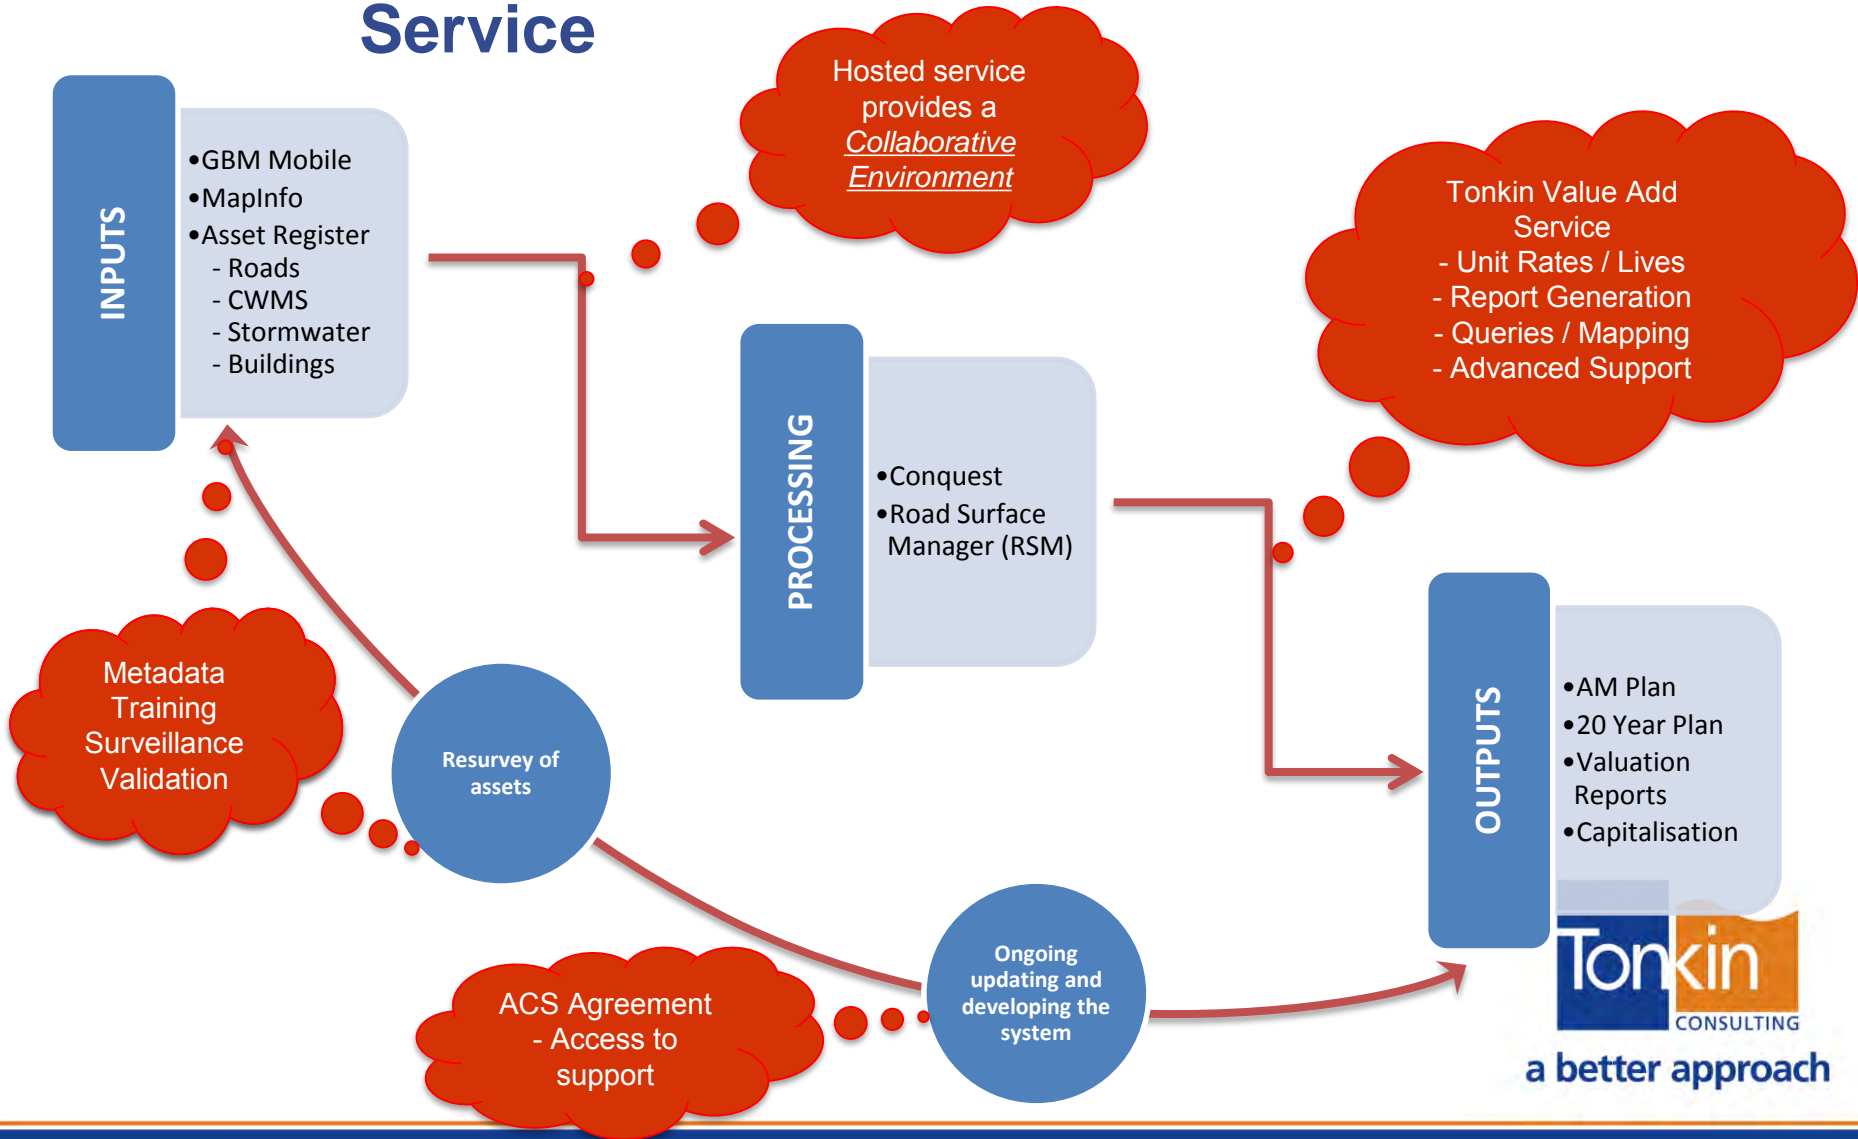 Service
INPUTS
•GBM Mobile
•MapInfo
•Asset Register
- Roads
- CWMS
- Stormwater
- Buildings
Hosted service
provides a
Collaborative
Environment
PROCESSING
•Conquest
•Road Surface
Manager (RSM)
Tonkin Value Add
Service
- Unit Rates / Lives
- Report Generation
- Queries / Mapping
- Advanced Support
OUTPUTS
•AM Plan
•20 Year Plan
•Valuation
Reports
•Capitalisation
Metadata
Training
Surveillance
Validation
Resurvey of
assets
ACS Agreement
- Access to
support
Ongoing
updating and
developing the
system
Tonkin
CONSULTING
a better approach